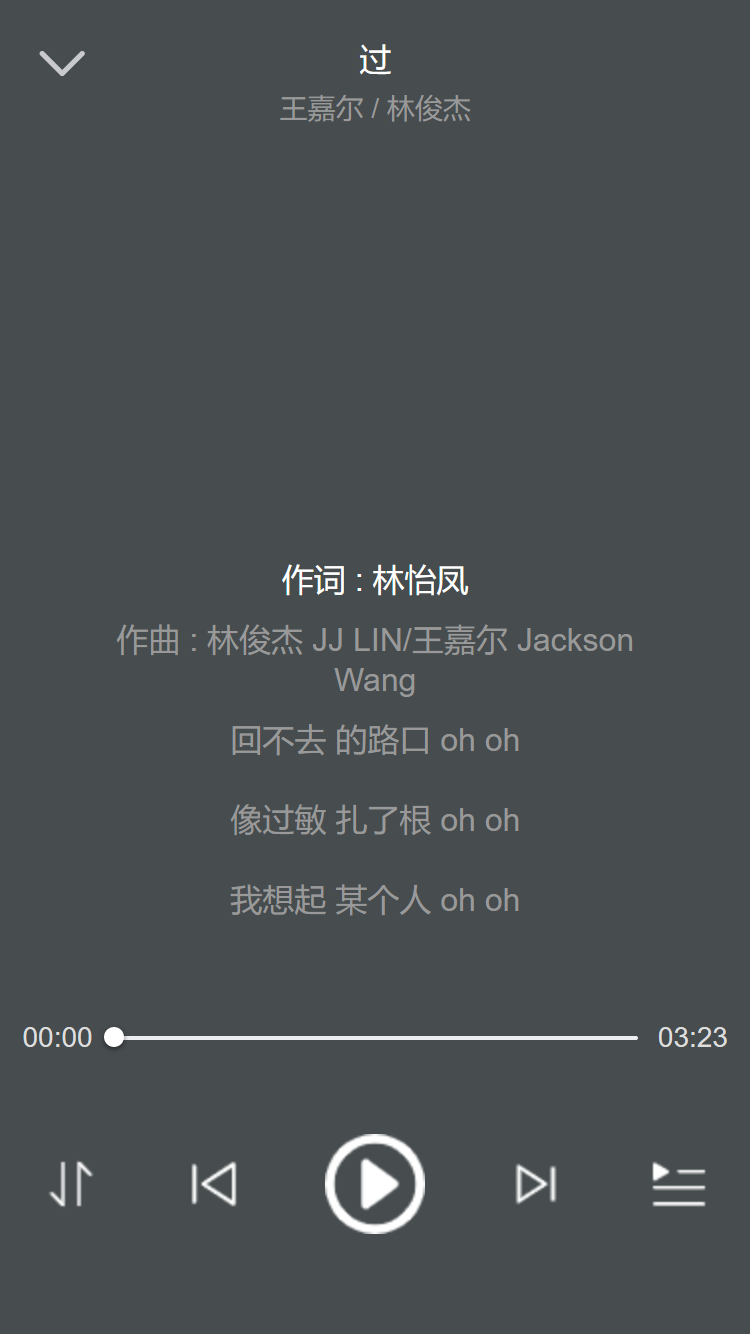 过
王嘉尔 / 林俊杰
作词 : 林怡凤
作曲 : 林俊杰 JJ LIN/王嘉尔 Jackson
Wang
回不去 的路口 oh oh
像过敏 扎了根 oh oh
我想起 某个人 oh oh
00:00
03:23